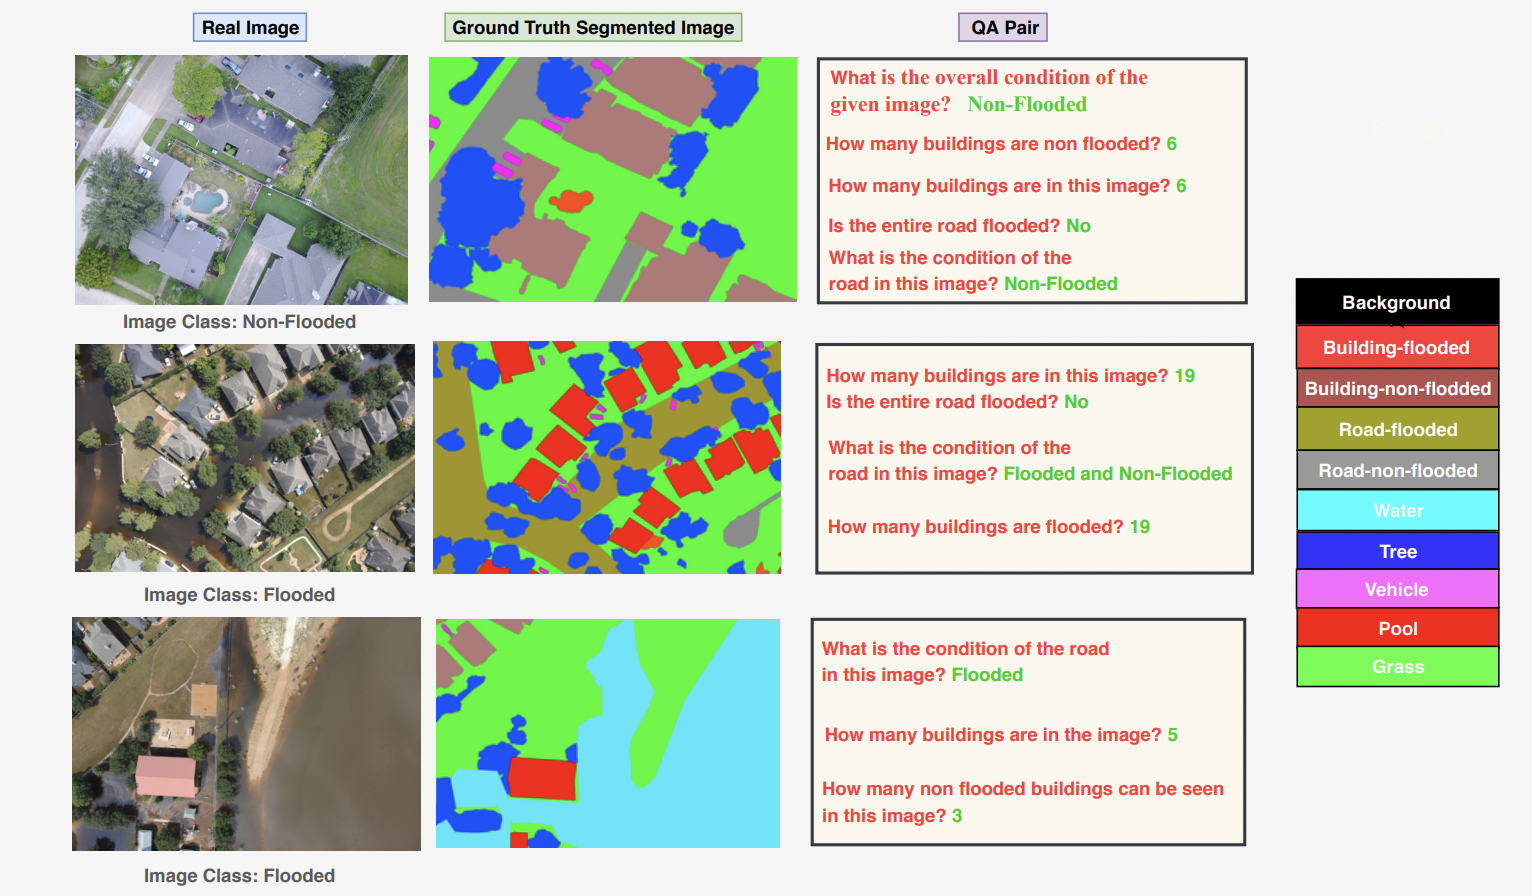 Real Image
Ground Truth Segmented Image
QA Pair
What is the overall condition of the
given image? Non-Flooded
How many buildings are non flooded? 6
How many buildings are in this image? 6
Is the entire road flooded? No
What is the condition of the
road in this image? Non-Flooded
Image Class: Non-Flooded
How many buildings are in this image? 19
Is the entire road flooded? No
What is the condition of the
road in this image? Flooded and Non-Flooded
How many buildings are flooded? 19
Image Class: Flooded
What is the condition of the road
in this image? Flooded
How many buildings are in the image? 5
How many non flooded buildings can be seen
in this image? 3
Image Class: Flooded
Background
Building-flooded
Building-non-flodded
Road-flooded
Road-non-flooded
Water
Tree
Vehicle
Pool
Grass